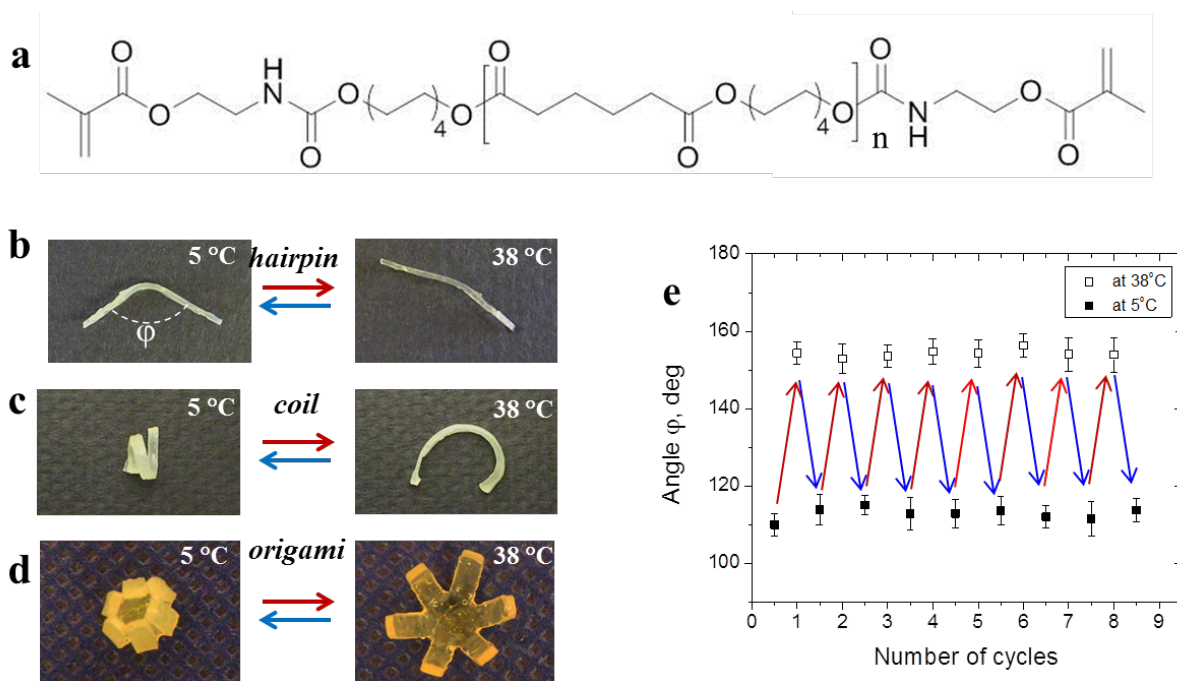 a
O
O
H
N
O
O
4
O
O
O
O
4
O
O
n
N
H
O
O
b
5 °C
hairpin
38 °C
φ
c
5 °C
coil
38 °C
d
5 °C
origami
38 °C
e
180
160
140
120
100
Angle φ, deg
at 38°C
at 5°C
1 2 3 4 5 6 7 8 9
Number of cycles